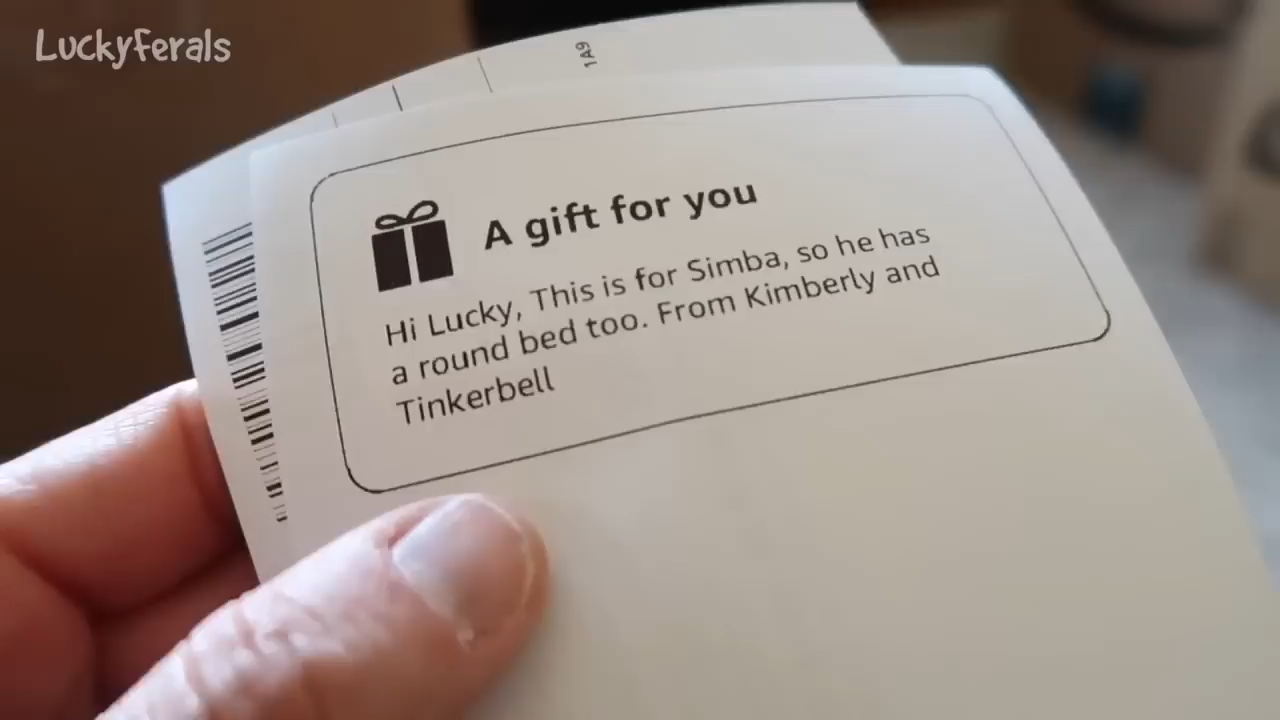 LuckyFerals
1A9
A gift for you
Hi Lucky, This is for Simba, so he has
a round bed too. From Kimberly and
Tinkerbell